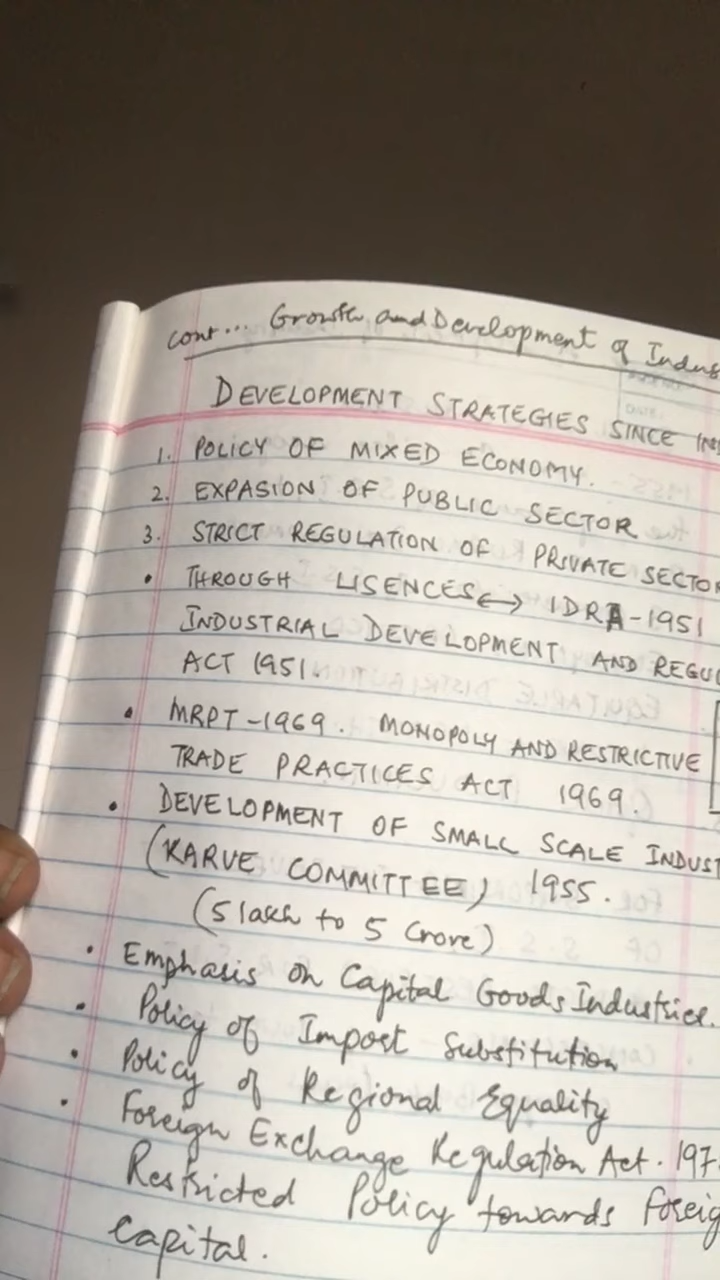 cont... Growth and Development of Indus
DEVELOPMENT STRATEGIES SINCE IN
1. POLICY OF MIXED ECONOMY.
2. EXPASION OF PUBLIC SECTOR
3. STRICT REGULATION OF PRIVATE SECTOR
• THROUGH LISENCES ↔ IDRA-1951
INDUSTRIAL DEVELOPMENT AND REGU
ACT 1951.
• MRPT-1969. MONOPOLY AND RESTRICTIVE
TRADE PRACTICES ACT 1969.
• DEVELOPMENT OF SMALL SCALE INDUST
(KARVE COMMITTEE) 1955.
(5 lakh to 5 Crore)
• Emphasis on Capital Goods Industries.
• Policy of Import Substitution
• Policy of Regional Equality
• Foreign Exchange Regulation Act. 197
Restricted Policy towards foreig
Capital.